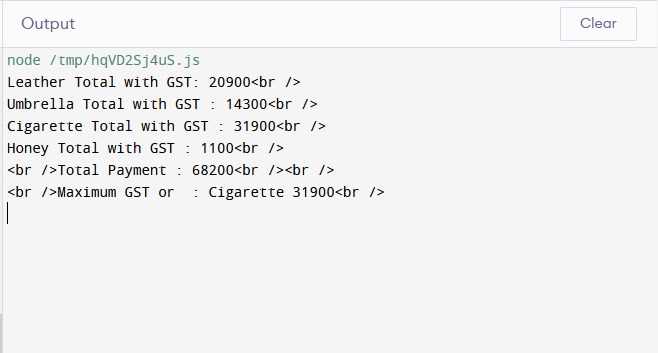 Output
Clear
node /tmp/hqVD2Sj4uS.js
Leather Total with GST: 20900<br />
Umbrella Total with GST : 14300<br />
Cigarette Total with GST : 31900<br />
Honey Total with GST : 1100<br />
<br />Total Payment : 68200<br /><br />
<br />Maximum GST or  : Cigarette 31900<br />